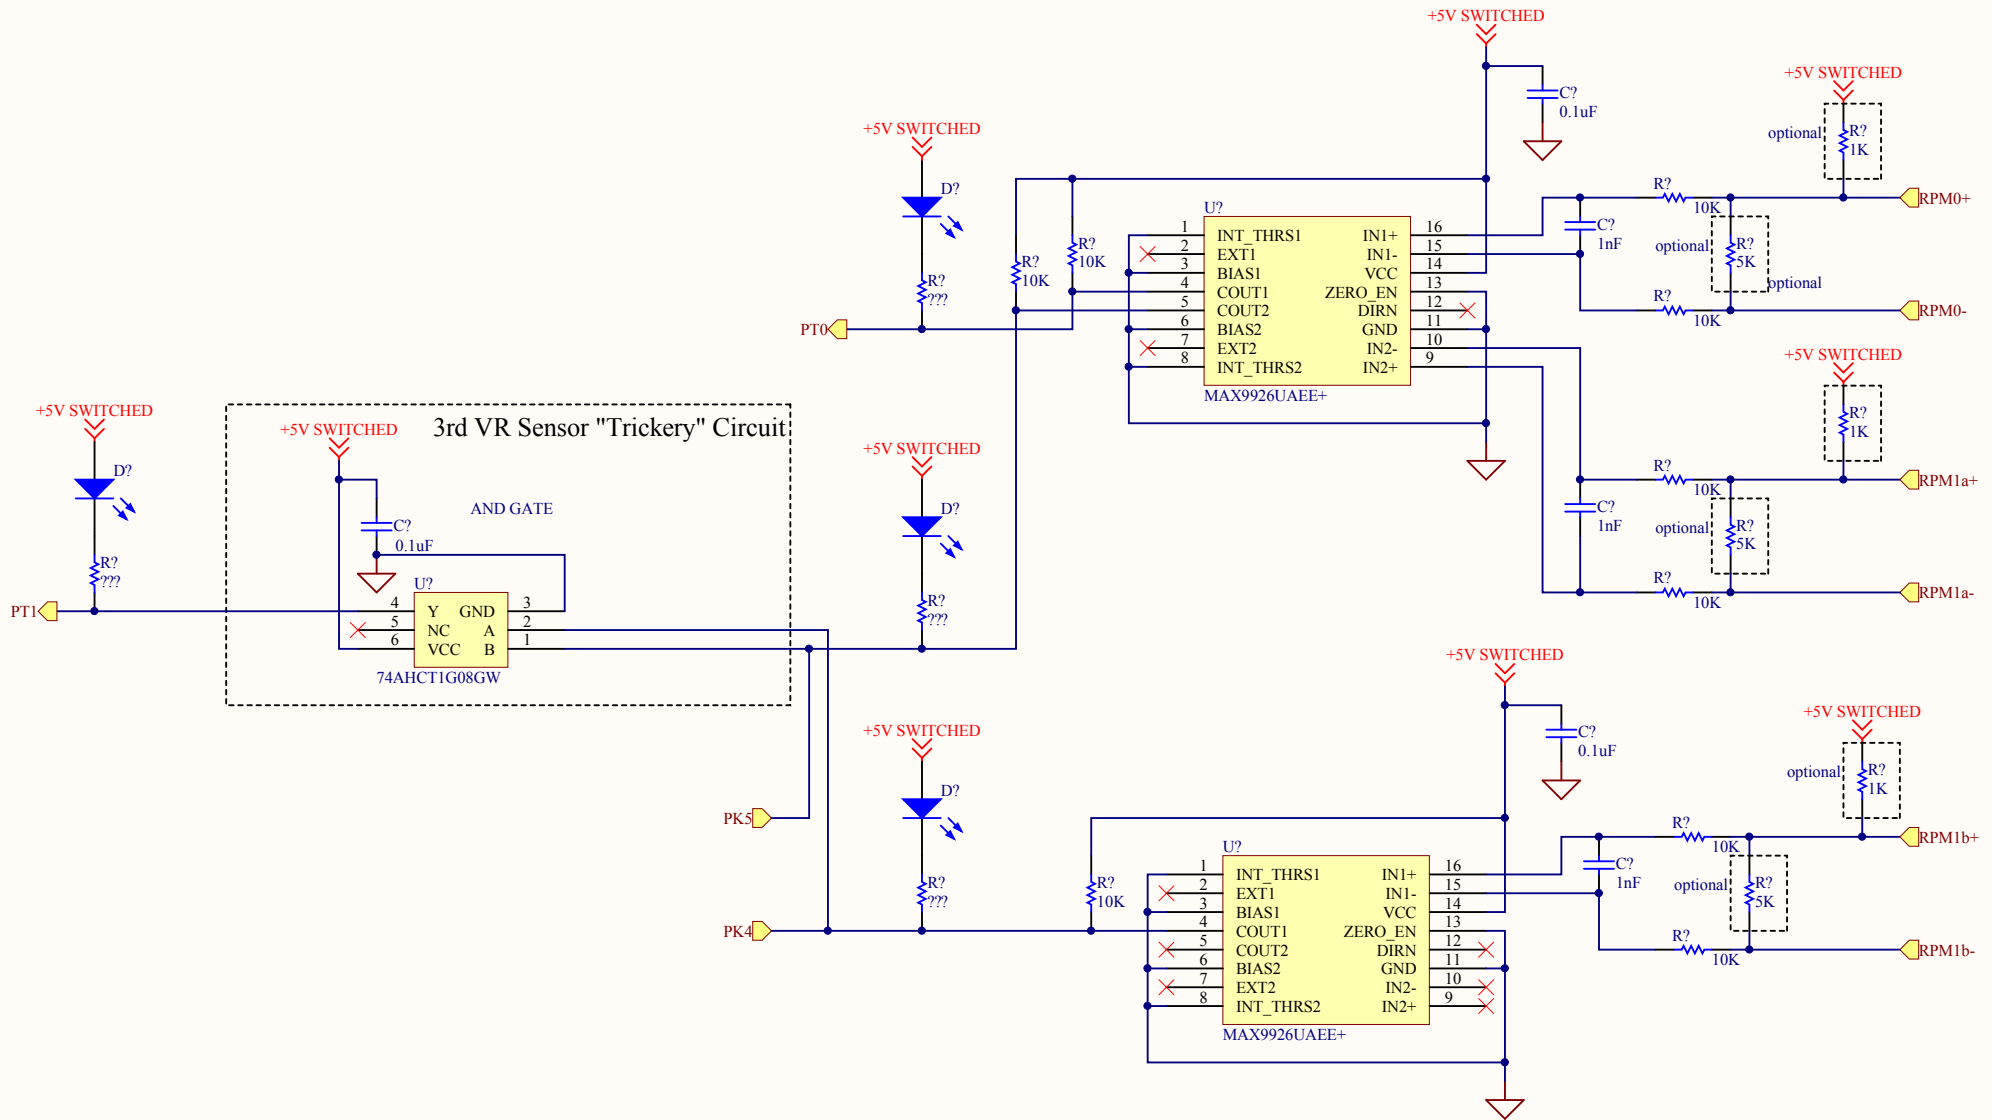 +5V SWITCHED
C?
0.1uF
+5V SWITCHED
optional
R?
1K
+5V SWITCHED
D?
R?
???
PT0
R?
10K
R?
10K
U?
1 INT_THRS1 IN1+ 16
2 EXT1 IN1- 15
3 BIAS1 VCC 14
4 COUT1 ZERO_EN 13
5 COUT2 DIRN 12
6 BIAS2 GND 11
7 EXT2 IN2- 10
8 INT_THRS2 IN2+ 9
MAX9926UAEE+
R?
10K
RPM0+
C?
1nF
optional
R?
5K
optional
R?
10K
RPM0-
+5V SWITCHED
R?
1K
R?
10K
RPM1a+
C?
1nF
optional
R?
5K
R?
10K
RPM1a-
+5V SWITCHED
D?
R?
???
PT1
3rd VR Sensor "Trickery" Circuit
+5V SWITCHED
AND GATE
C?
0.1uF
U?
4 Y GND 3
5 NC A 2
6 VCC B 1
74AHCT1G08GW
+5V SWITCHED
D?
R?
???
+5V SWITCHED
C?
0.1uF
+5V SWITCHED
optional
R?
1K
+5V SWITCHED
D?
R?
???
PK5
PK4
R?
10K
U?
1 INT_THRS1 IN1+ 16
2 EXT1 IN1- 15
3 BIAS1 VCC 14
4 COUT1 ZERO_EN 13
5 COUT2 DIRN 12
6 BIAS2 GND 11
7 EXT2 IN2- 10
8 INT_THRS2 IN2+ 9
MAX9926UAEE+
R?
10K
RPM1b+
C?
1nF
optional
R?
5K
R?
10K
RPM1b-